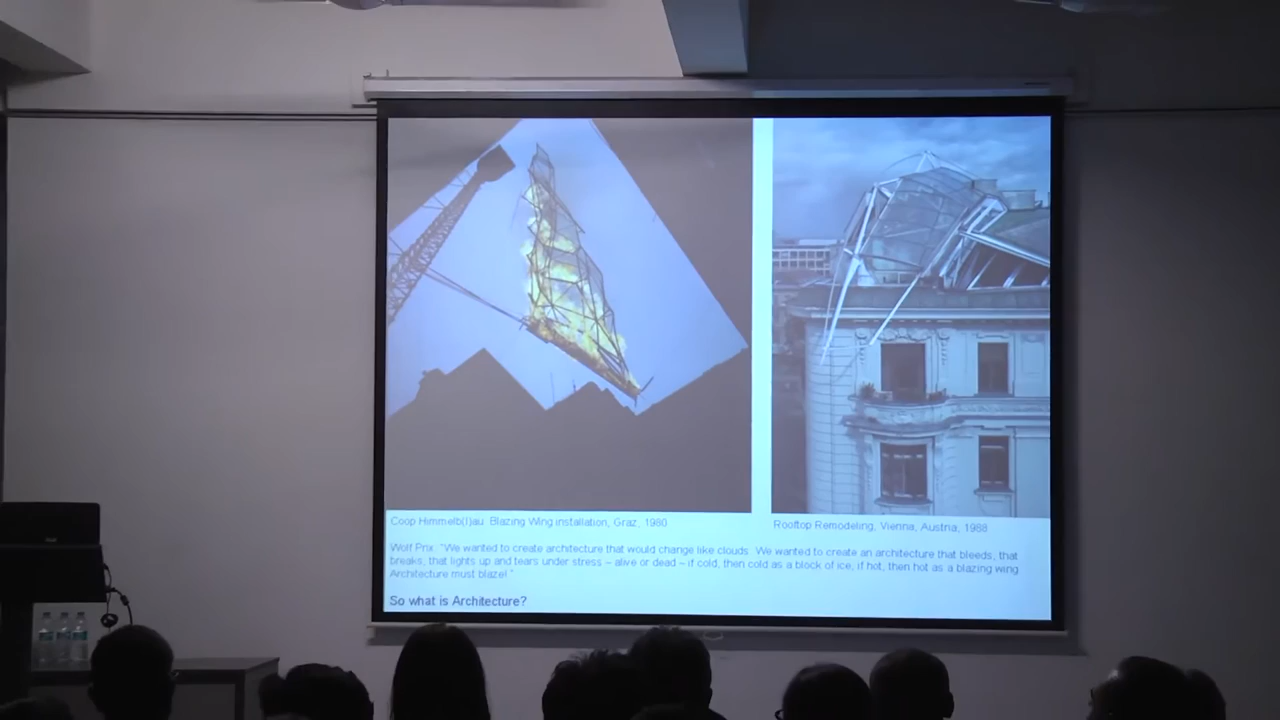 Coop Himmelb(l)au: Blazing Wing installation, Graz, 1980
Rooftop Remodeling, Vienna, Austria, 1988
Wolf Prix: "We wanted to create architecture that would change like clouds. We wanted to create an architecture that bleeds, that
breaks, that lights up and tears under stress – alive or dead – if cold, then cold as a block of ice, if hot, then hot as a blazing wing
Architecture must blaze! "
So what is Architecture?